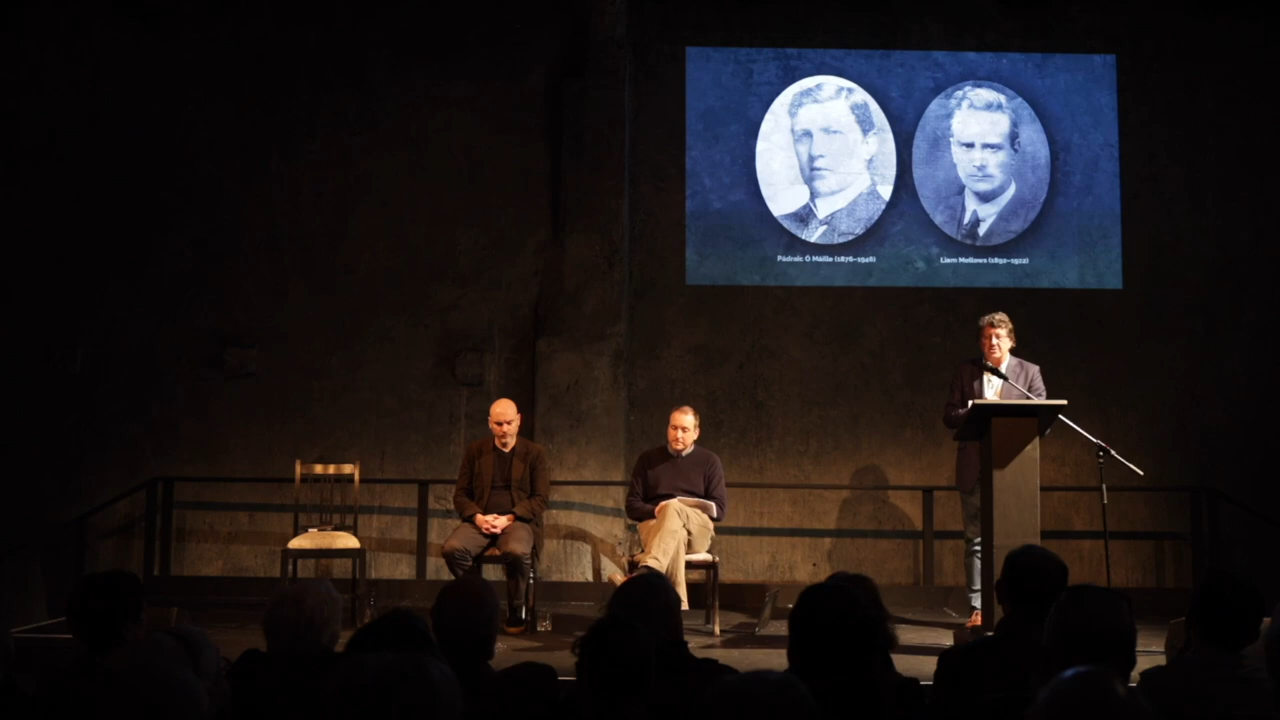 Pádraic Ó Máille (1876–1946)
Liam Mellows (1892–1922)